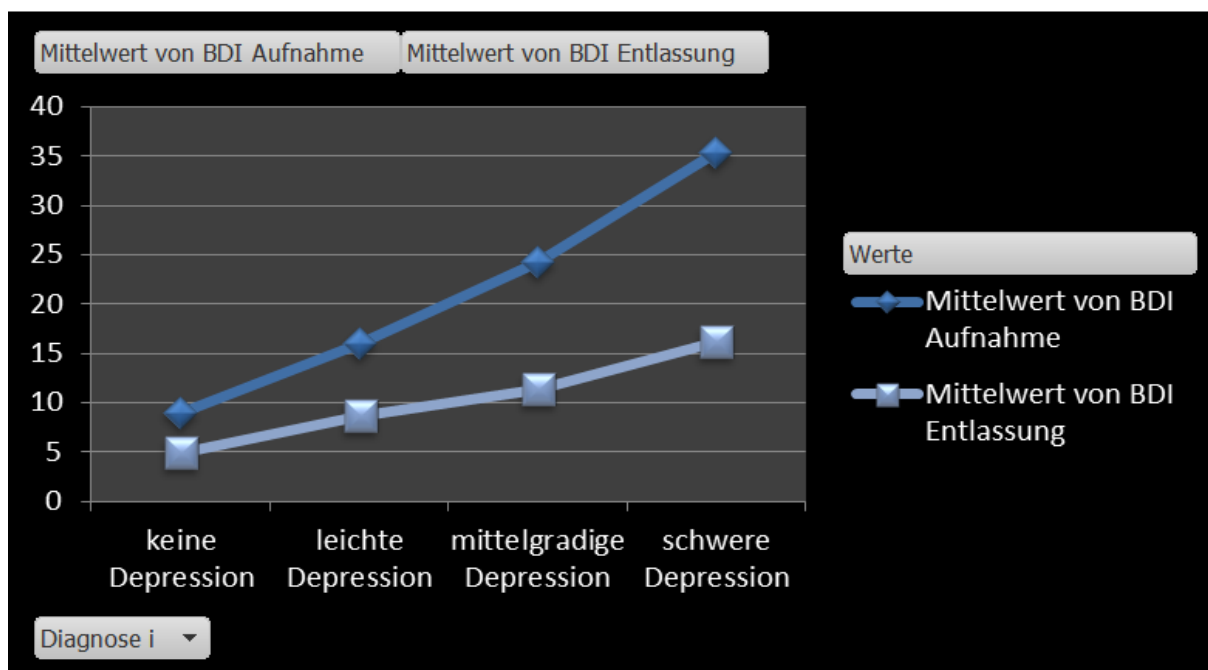 Mittelwert von BDI Aufnahme
Mittelwert von BDI Entlassung
40
35
30
25
20
15
10
5
0
keine
Depression
leichte
Depression
mittelgradige
Depression
schwere
Depression
Werte
Mittelwert von BDI
Aufnahme
Mittelwert von BDI
Entlassung
Diagnose i